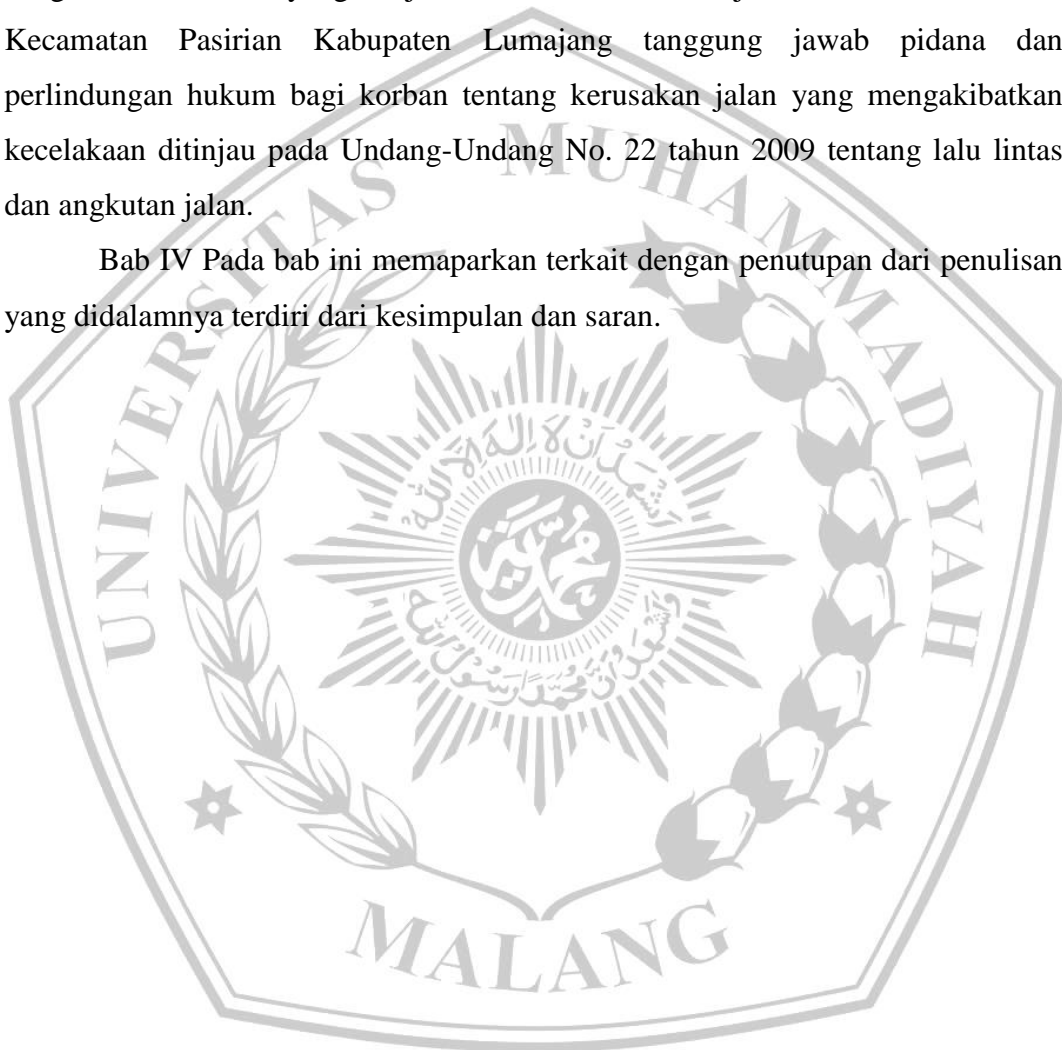 Kecamatan Pasirian Kabupaten Lumajang tanggung jawab pidana dan
perlindungan hukum bagi korban tentang kerusakan jalan yang mengakibatkan
kecelakaan ditinjau pada Undang-Undang No. 22 tahun 2009 tentang lalu lintas
dan angkutan jalan.
Bab IV Pada bab ini memaparkan terkait dengan penutupan dari penulisan
yang didalamnya terdiri dari kesimpulan dan saran.
UNIVERSITAS MUHAMMADIYAH
MALANG